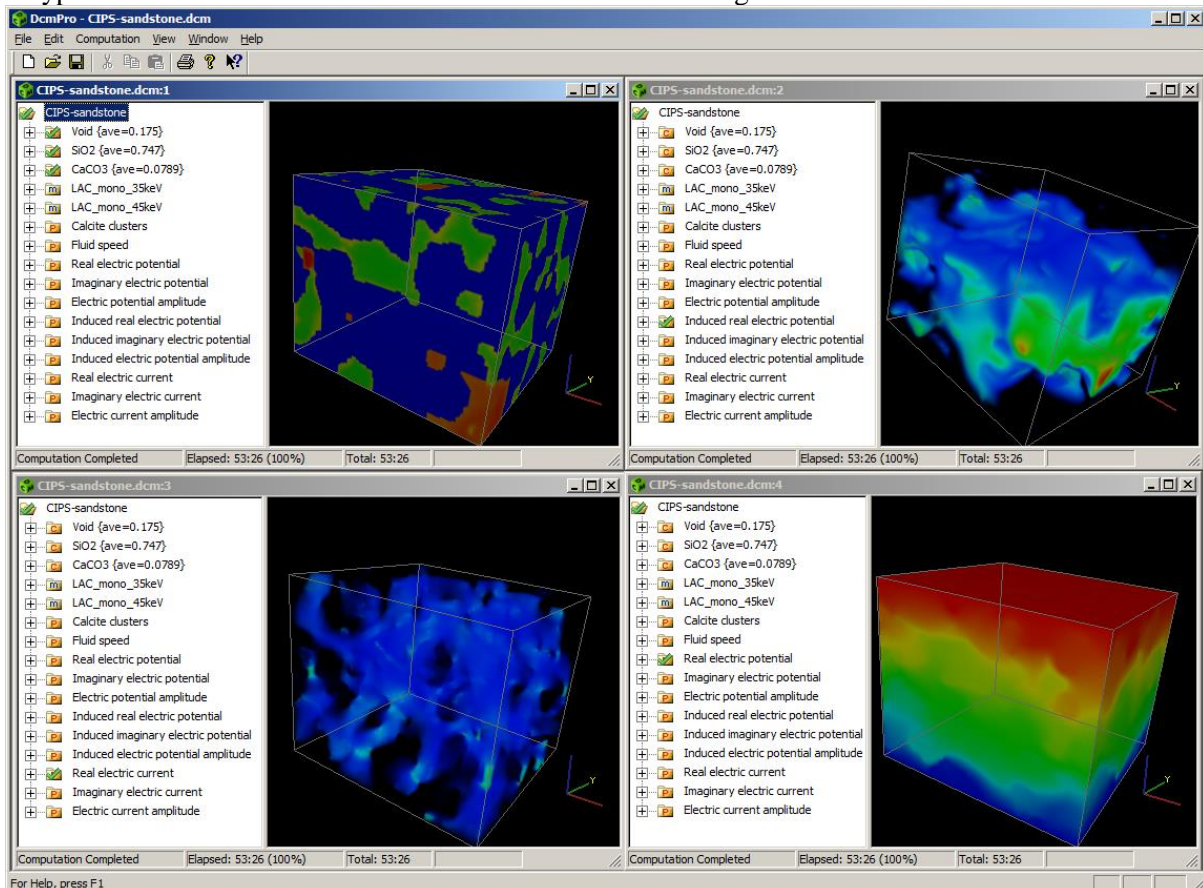 DcmPro - CIPS-sandstone.dcm
File Edit Computation View Window Help
CIPS-sandstone.dcm:1
CIPS-sandstone
Void {ave=0.175}
SiO2 {ave=0.747}
CaCO3 {ave=0.0789}
LAC_mono_35keV
LAC_mono_45keV
Calcite clusters
Fluid speed
Real electric potential
Imaginary electric potential
Electric potential amplitude
Induced real electric potential
Induced imaginary electric potential
Induced electric potential amplitude
Real electric current
Imaginary electric current
Electric current amplitude
Y
Computation Completed Elapsed: 53:26 (100%) Total: 53:26
CIPS-sandstone.dcm:2
CIPS-sandstone
Void {ave=0.175}
SiO2 {ave=0.747}
CaCO3 {ave=0.0789}
LAC_mono_35keV
LAC_mono_45keV
Calcite clusters
Fluid speed
Real electric potential
Imaginary electric potential
Electric potential amplitude
Induced real electric potential
Induced imaginary electric potential
Induced electric potential amplitude
Real electric current
Imaginary electric current
Electric current amplitude
Y
Computation Completed Elapsed: 53:26 (100%) Total: 53:26
CIPS-sandstone.dcm:3
CIPS-sandstone
Void {ave=0.175}
SiO2 {ave=0.747}
CaCO3 {ave=0.0789}
LAC_mono_35keV
LAC_mono_45keV
Calcite clusters
Fluid speed
Real electric potential
Imaginary electric potential
Electric potential amplitude
Induced real electric potential
Induced imaginary electric potential
Induced electric potential amplitude
Real electric current
Imaginary electric current
Electric current amplitude
Y
Computation Completed Elapsed: 53:26 (100%) Total: 53:26
CIPS-sandstone.dcm:4
CIPS-sandstone
Void {ave=0.175}
SiO2 {ave=0.747}
CaCO3 {ave=0.0789}
LAC_mono_35keV
LAC_mono_45keV
Calcite clusters
Fluid speed
Real electric potential
Imaginary electric potential
Electric potential amplitude
Induced real electric potential
Induced imaginary electric potential
Induced electric potential amplitude
Real electric current
Imaginary electric current
Electric current amplitude
Y
Computation Completed Elapsed: 53:26 (100%) Total: 53:26
For Help, press F1